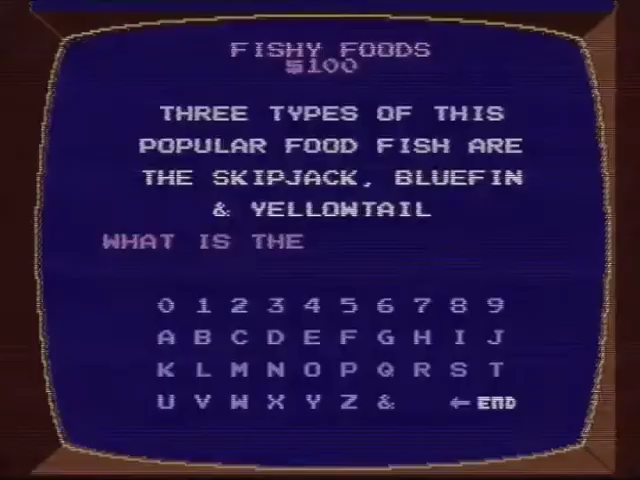 FISHY FOODS
$100
THREE TYPES OF THIS
POPULAR FOOD FISH ARE
THE SKIPJACK, BLUEFIN
& YELLOWTAIL
WHAT IS THE
0 1 2 3 4 5 6 7 8 9
A B C D E F G H I J
K L M N O P Q R S T
U V W X Y Z & ← END